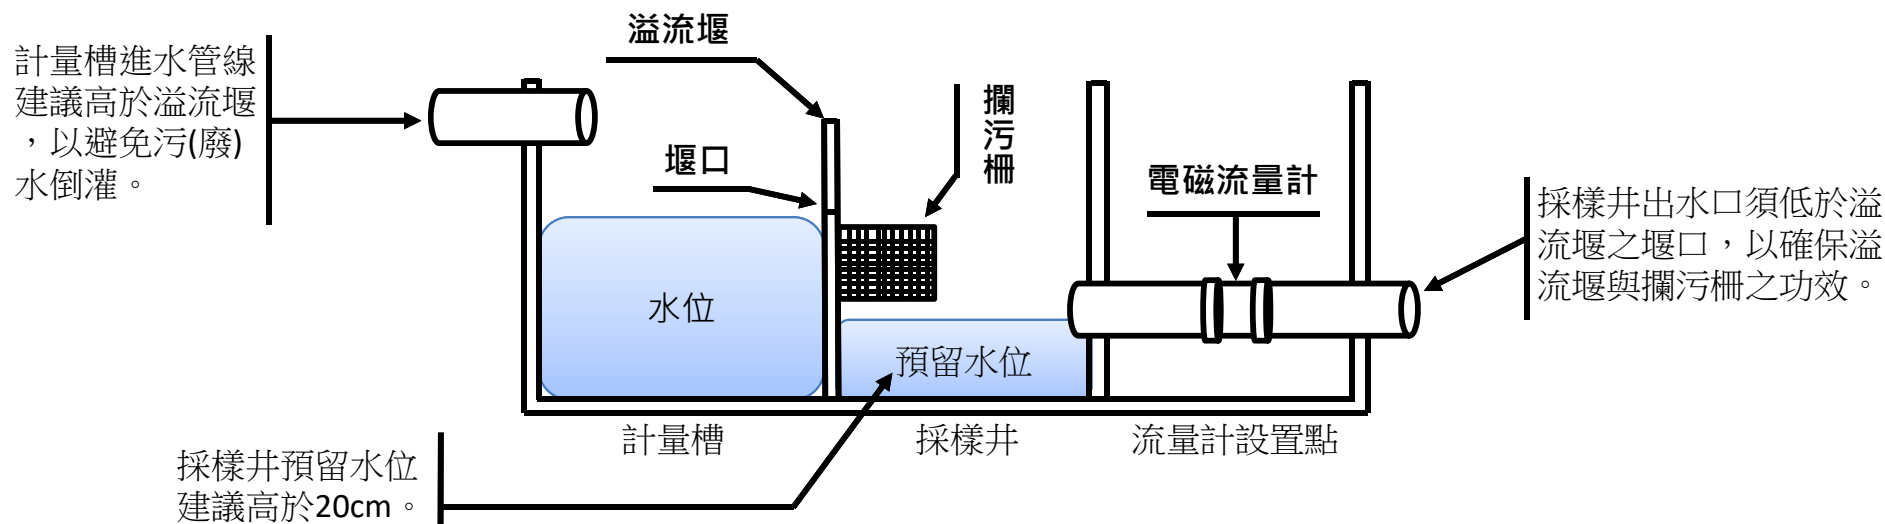 溢流堰
計量槽進水管線
建議高於溢流堰
，以避免污(廢)
水倒灌。
堰口
攔污柵
電磁流量計
採樣井出水口須低於溢
流堰之堰口，以確保溢
流堰與攔污柵之功效。
水位
預留水位
計量槽
採樣井
流量計設置點
採樣井預留水位
建議高於20cm。